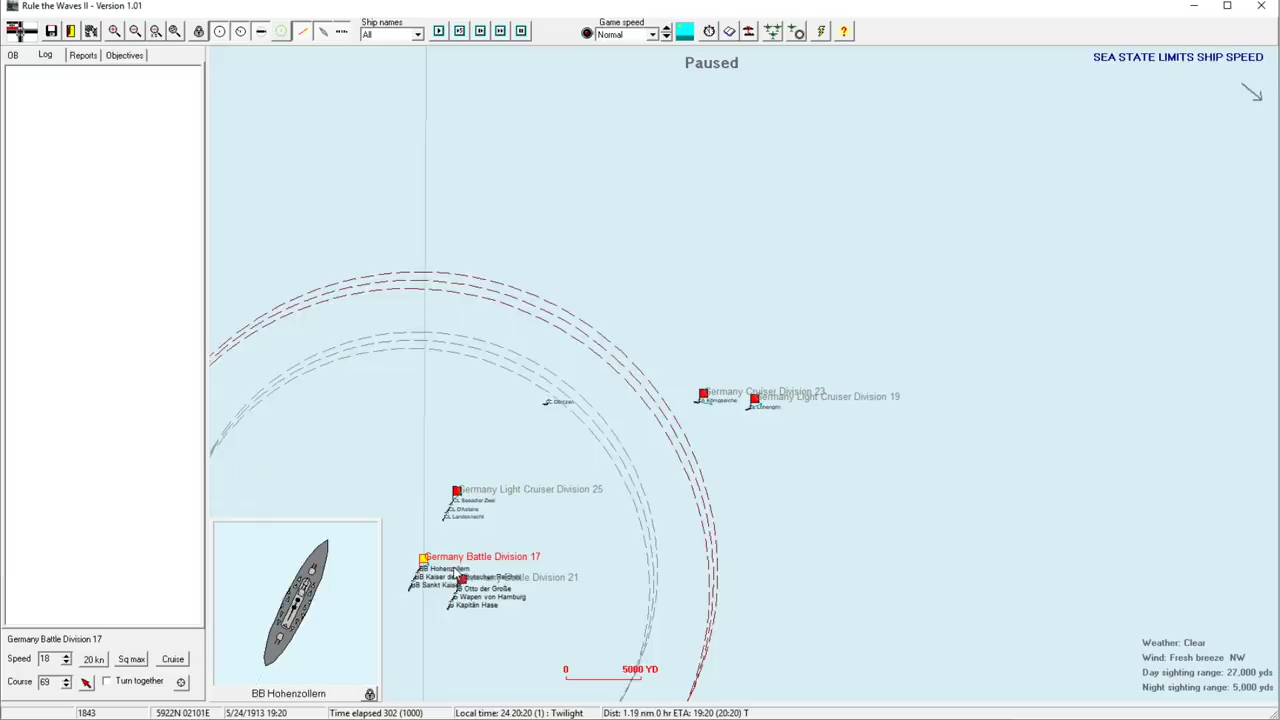 Rule the Waves II - Version 1.01
Ship names
All
Game speed
Normal
OB
Log
Reports
Objectives
Paused
SEA STATE LIMITS SHIP SPEED
Germany Cruiser Division 23
Germany Light Cruiser Division 19
Germany Light Cruiser Division 25
Germany Battle Division 17
BB Hohenzollern
Otto der Große
Wapen von Hamburg
Kapitän Hase
0 5000 YD
BB Hohenzollern
Germany Battle Division 17
Speed 18 20 kn Sq max Cruise
Course 69 Turn together
Weather: Clear
Wind: Fresh breeze NW
Day sighting range: 27,000 yds
Night sighting range: 5,000 yds
1843 5922N 02101E 5/24/1913 19:20 Time elapsed 302 (1000) Local time: 24 20:20 (1) : Twilight Dist: 1.19 nm 0 hr ETA: 19:20 (20:20) T